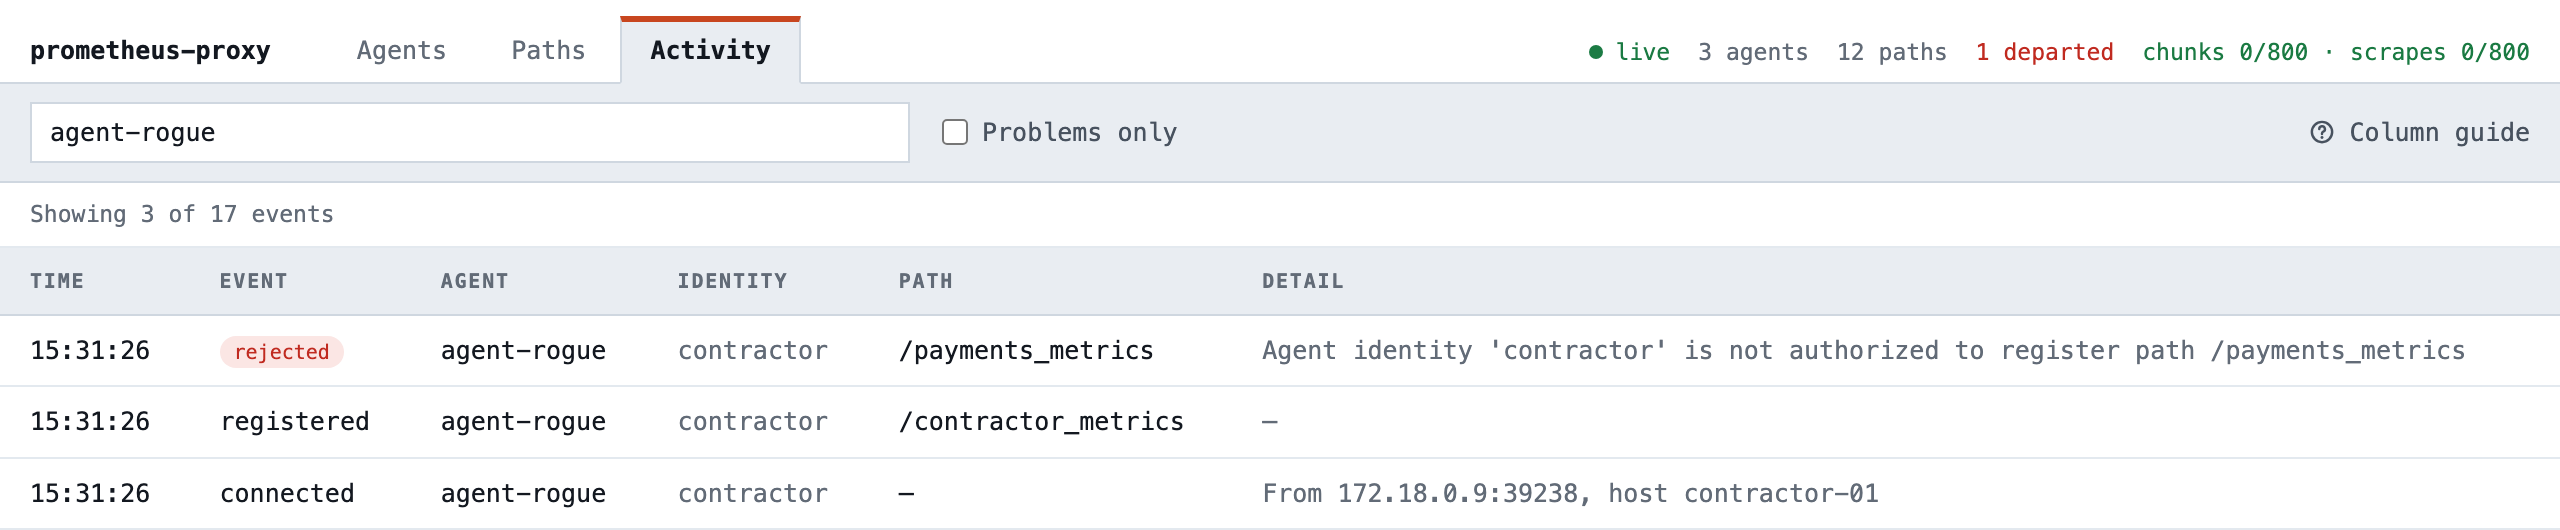 prometheus-proxy Agents Paths Activity ● live 3 agents 12 paths 1 departed chunks 0/800 · scrapes 0/800
agent-rogue Problems only Column guide
Showing 3 of 17 events
TIME EVENT AGENT IDENTITY PATH DETAIL
15:31:26 rejected agent-rogue contractor /payments_metrics Agent identity 'contractor' is not authorized to register path /payments_metrics
15:31:26 registered agent-rogue contractor /contractor_metrics —
15:31:26 connected agent-rogue contractor — From 172.18.0.9:39238, host contractor-01